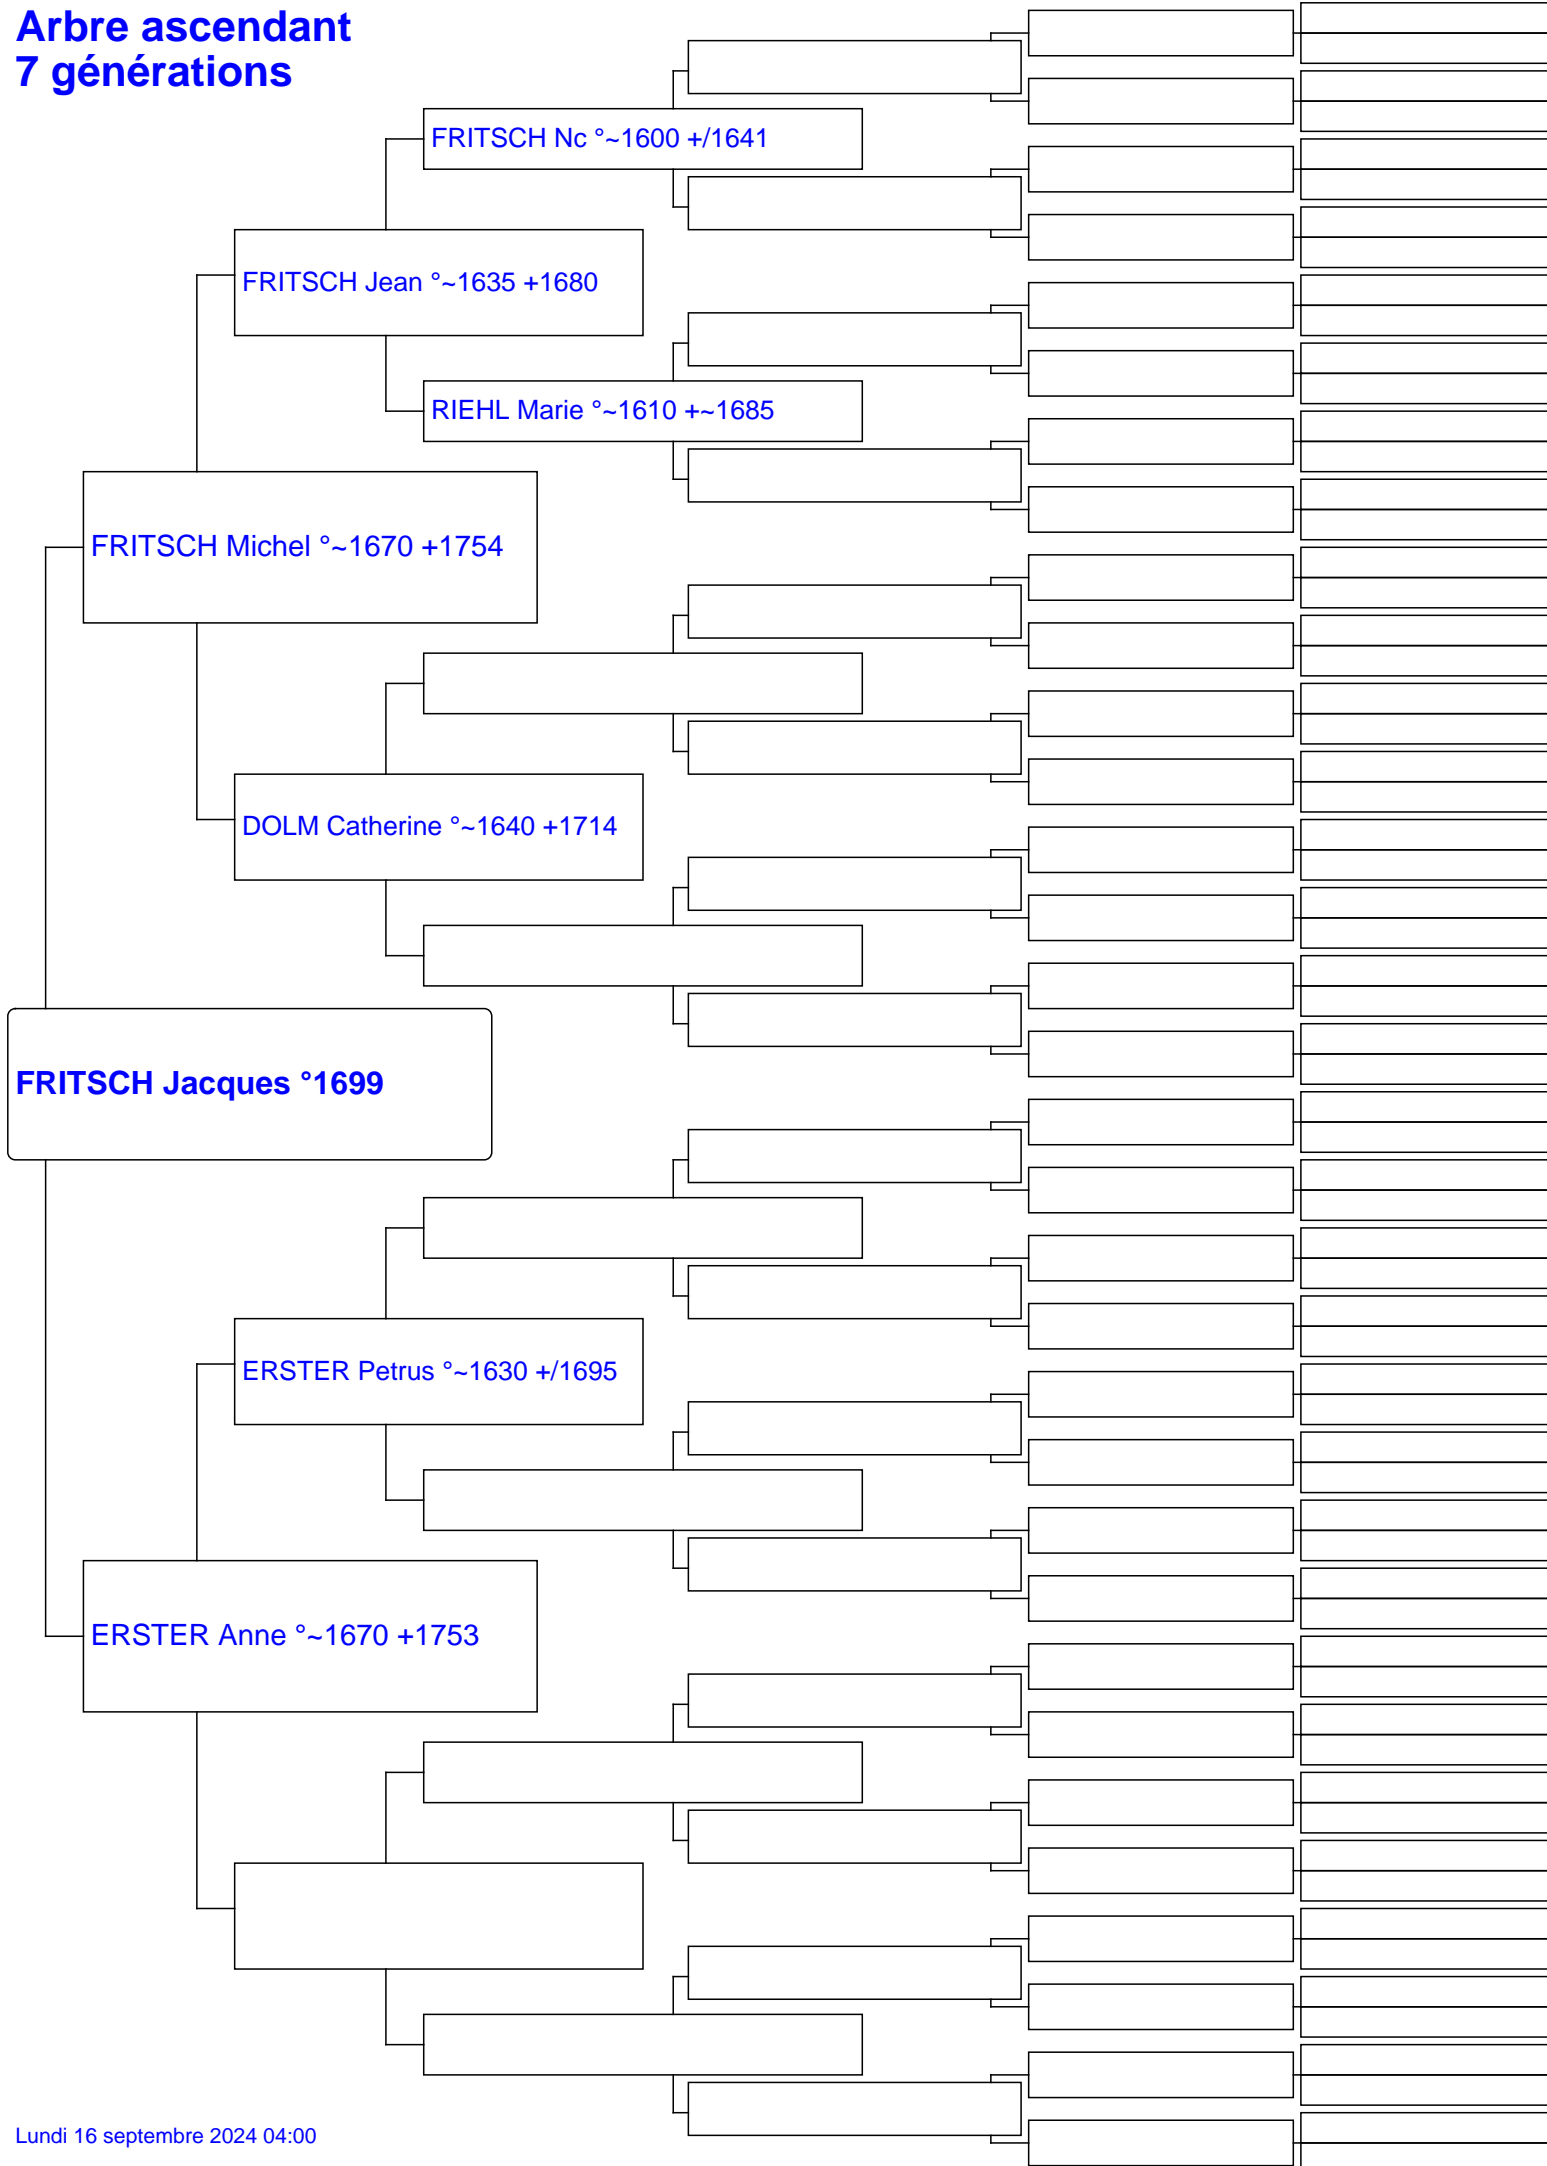 Arbre ascendant
7 générations
FRITSCH Nc °~1600 +/1641
FRITSCH Jean °~1635 +1680
RIEHL Marie °~1610 +~1685
FRITSCH Michel °~1670 +1754
DOLM Catherine °~1640 +1714
FRITSCH Jacques °1699
ERSTER Petrus °~1630 +/1695
ERSTER Anne °~1670 +1753
Lundi 16 septembre 2024 04:00